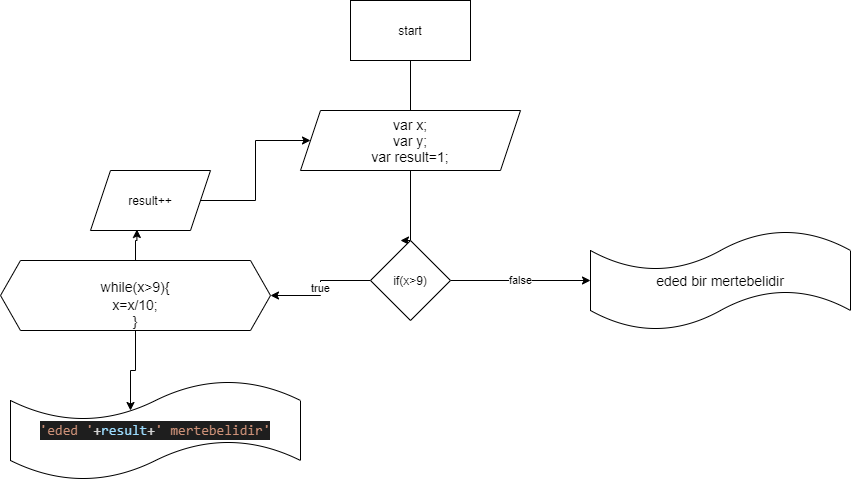 start
var x;
var y;
var result=1;
result++
if(x>9)
true
false
eded bir mertebelidir
while(x>9){
x=x/10;
}
'eded '+result+' mertebelidir'